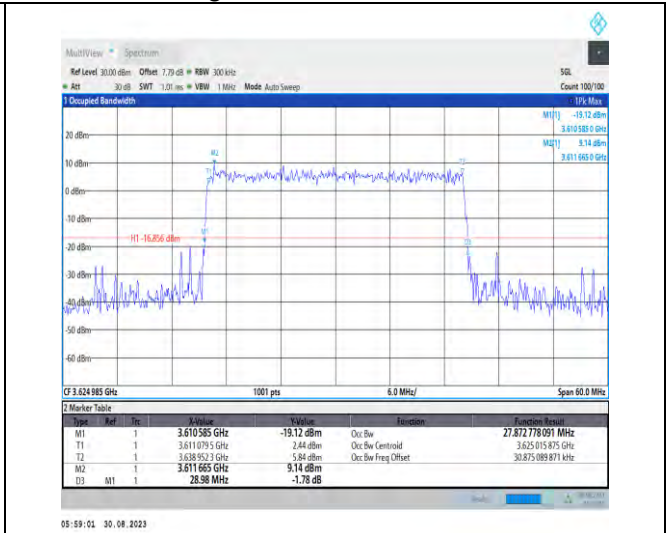 MultiView Spectrum
Ref Level 30.00 dBm Offset 7.79 dB RBW 300 kHz SGL
Att 30 dB SWT 1.01 ms VBW 1 MHz Mode Auto Sweep Count 100/100
1 Occupied Bandwidth 1Pk Max
M1[1] -19.12 dBm
3.610 585 0 GHz
M2[1] 9.14 dBm
3.611 665 0 GHz
20 dBm
10 dBm
0 dBm
-10 dBm
-20 dBm
-30 dBm
-40 dBm
-50 dBm
-60 dBm
M2
T1
T2
M1
D3
H1 -16.856 dBm
CF 3.624 985 GHz 1001 pts 6.0 MHz/ Span 60.0 MHz
2 Marker Table
Type Ref Trc X-Value Y-Value Function Function Result
M1 1 3.610 585 GHz -19.12 dBm Occ Bw 27.872 778 091 MHz
T1 1 3.611 079 5 GHz 2.44 dBm Occ Bw Centroid 3.625 015 875 GHz
T2 1 3.638 952 3 GHz 5.84 dBm Occ Bw Freq Offset 30.875 089 871 kHz
M2 1 3.611 665 GHz 9.14 dBm
D3 M1 1 28.98 MHz -1.78 dB
05:59:01 30.08.2023